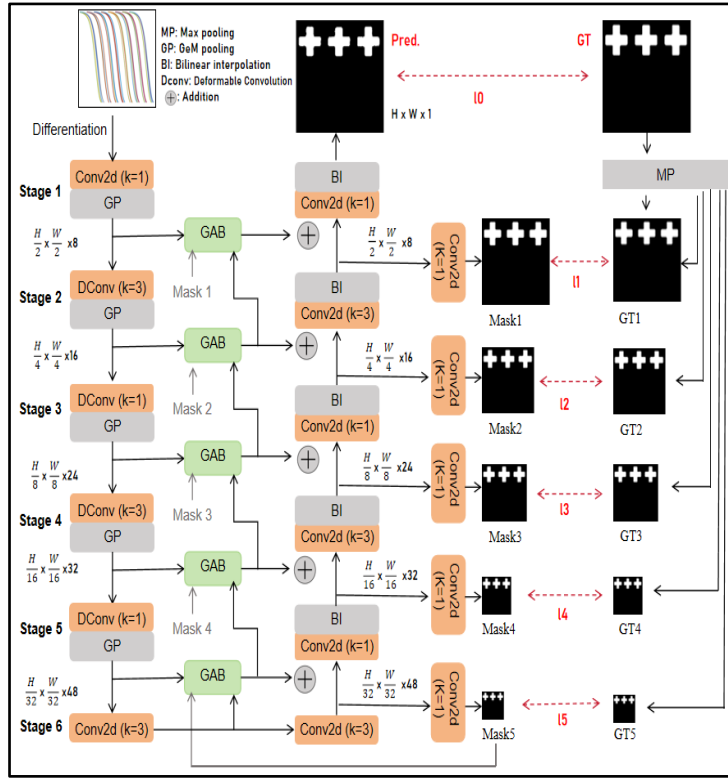 MP: Max pooling
GP: GeM pooling
BI: Bilinear interpolation
Dconv: Deformable Convolution
+: Addition
Pred.
GT
l0
H x W x 1
Differentiation
MP
Stage 1
Conv2d (k=1)
GP
BI
Conv2d (k=1)
H/2 x W/2 x8
GAB
+
H/2 x W/2 x8
Conv2d (K=1)
Mask 1
l1
Mask1
GT1
Stage 2
DConv (k=3)
GP
BI
Conv2d (k=3)
H/4 x W/4 x16
GAB
+
H/4 x W/4 x16
Conv2d (K=1)
Mask 2
l2
Mask2
GT2
Stage 3
DConv (k=1)
GP
BI
Conv2d (k=1)
H/8 x W/8 x24
GAB
+
H/8 x W/8 x24
Conv2d (K=1)
Mask 3
l3
Mask3
GT3
Stage 4
DConv (k=3)
GP
BI
Conv2d (k=3)
H/16 x W/16 x32
GAB
+
H/16 x W/16 x32
Conv2d (K=1)
Mask 4
l4
Mask4
GT4
Stage 5
DConv (k=1)
GP
BI
Conv2d (k=1)
H/32 x W/32 x48
GAB
+
H/32 x W/32 x48
Conv2d (K=1)
l5
Mask5
GT5
Stage 6
Conv2d (k=3)
Conv2d (k=3)